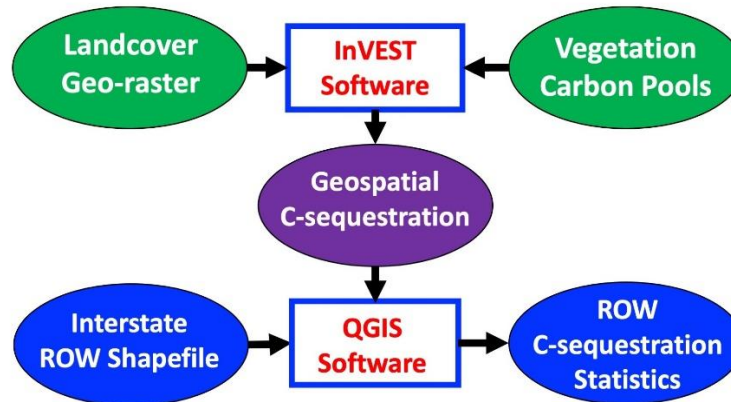 Landcover
Geo-raster
InVEST
Software
Vegetation
Carbon Pools
Geospatial
C-sequestration
Interstate
ROW Shapefile
QGIS
Software
ROW
C-sequestration
Statistics